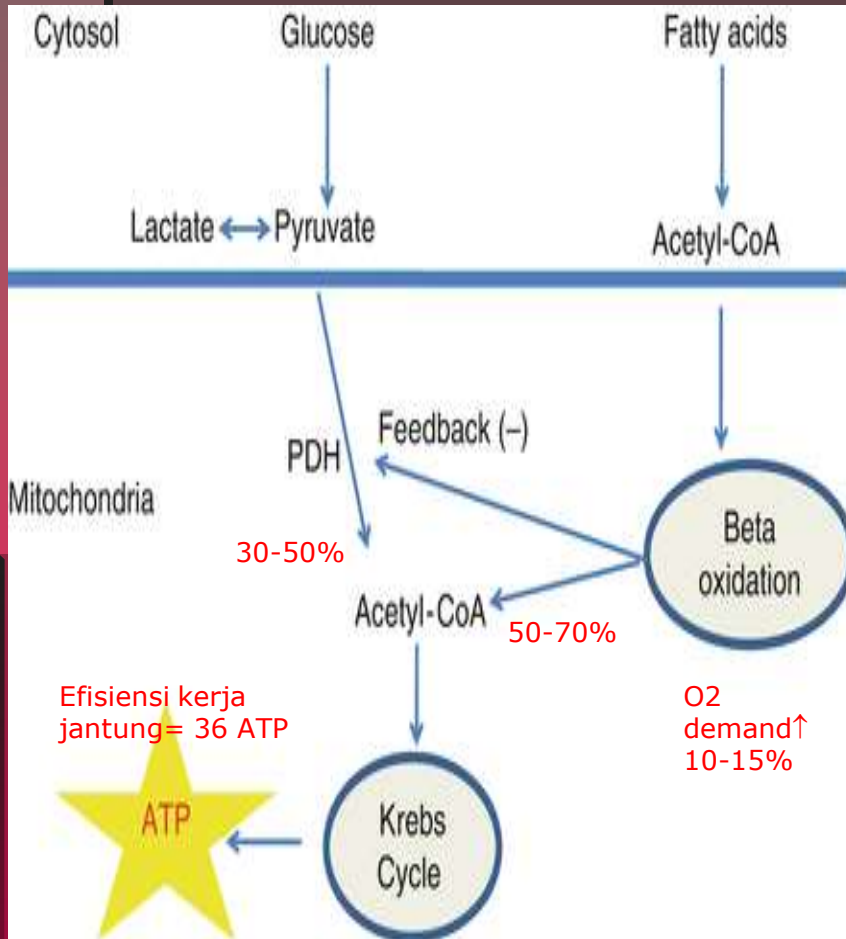 Cytosol
Glucose
Fatty acids
Lactate
Pyruvate
Acetyl-CoA
Feedback (–)
PDH
Mitochondria
Beta
oxidation
30-50%
Acetyl-CoA
50-70%
Efisiensi kerja
jantung= 36 ATP
O2
demand↑
10-15%
ATP
Krebs
Cycle